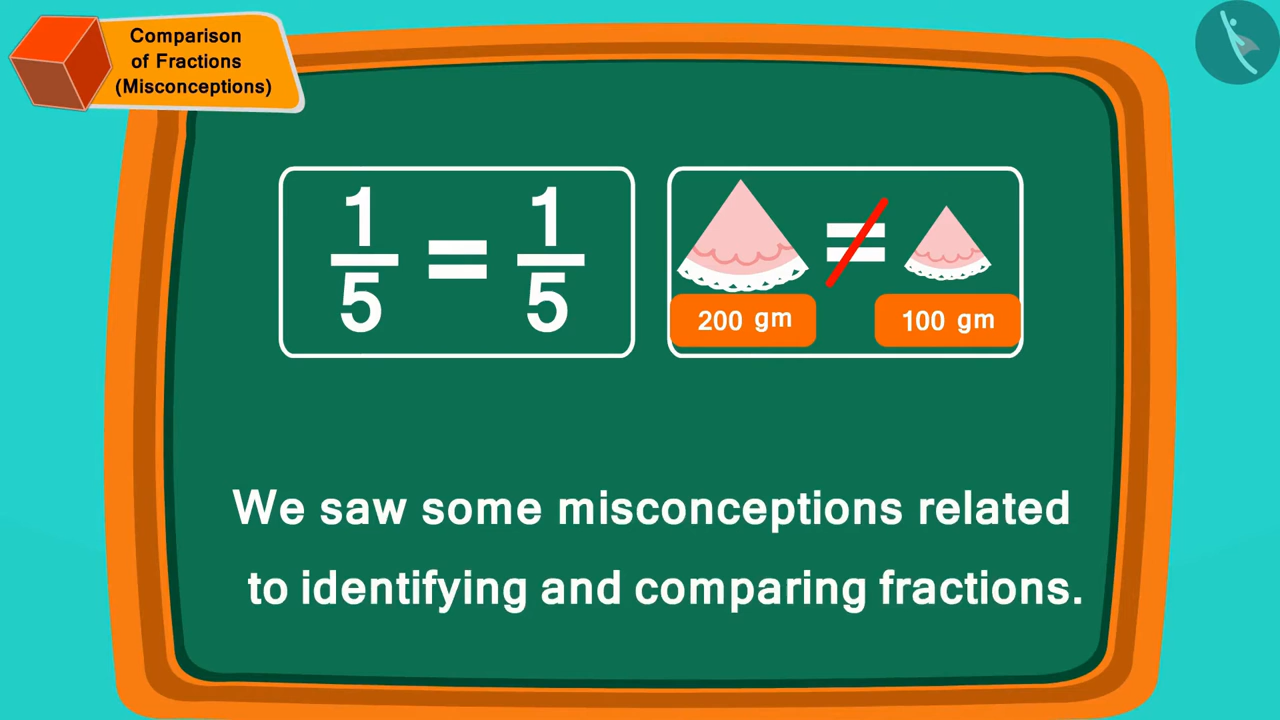 Comparison
of Fractions
(Misconceptions)
1/5 = 1/5
=
200 gm 100 gm
We saw some misconceptions related
to identifying and comparing fractions.